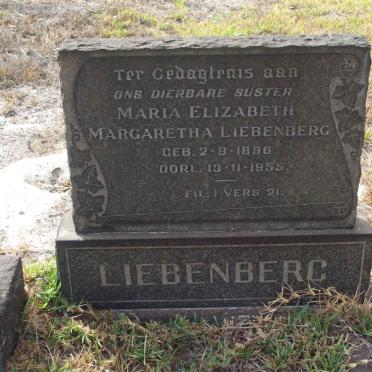 Ter Gedagtenis aan
ons dierbare suster
Maria Elizabeth
Margaretha Liebenberg
Geb. 2-9-1896
Oorl. 13-11-1955
Fil. 1 Vers 21.
LIEBENBERG